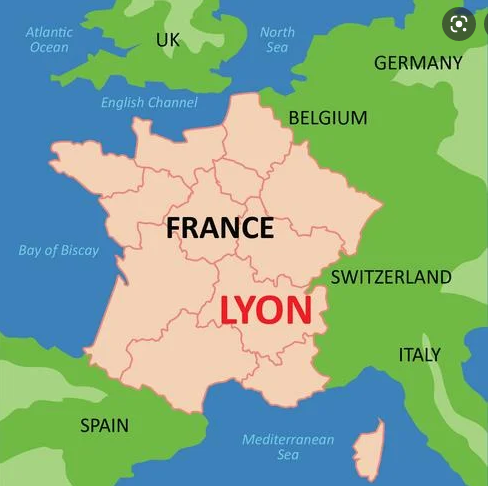 Atlantic
Ocean
UK
North
Sea
GERMANY
English Channel
BELGIUM
FRANCE
Bay of Biscay
SWITZERLAND
LYON
ITALY
SPAIN
Mediterranean
Sea